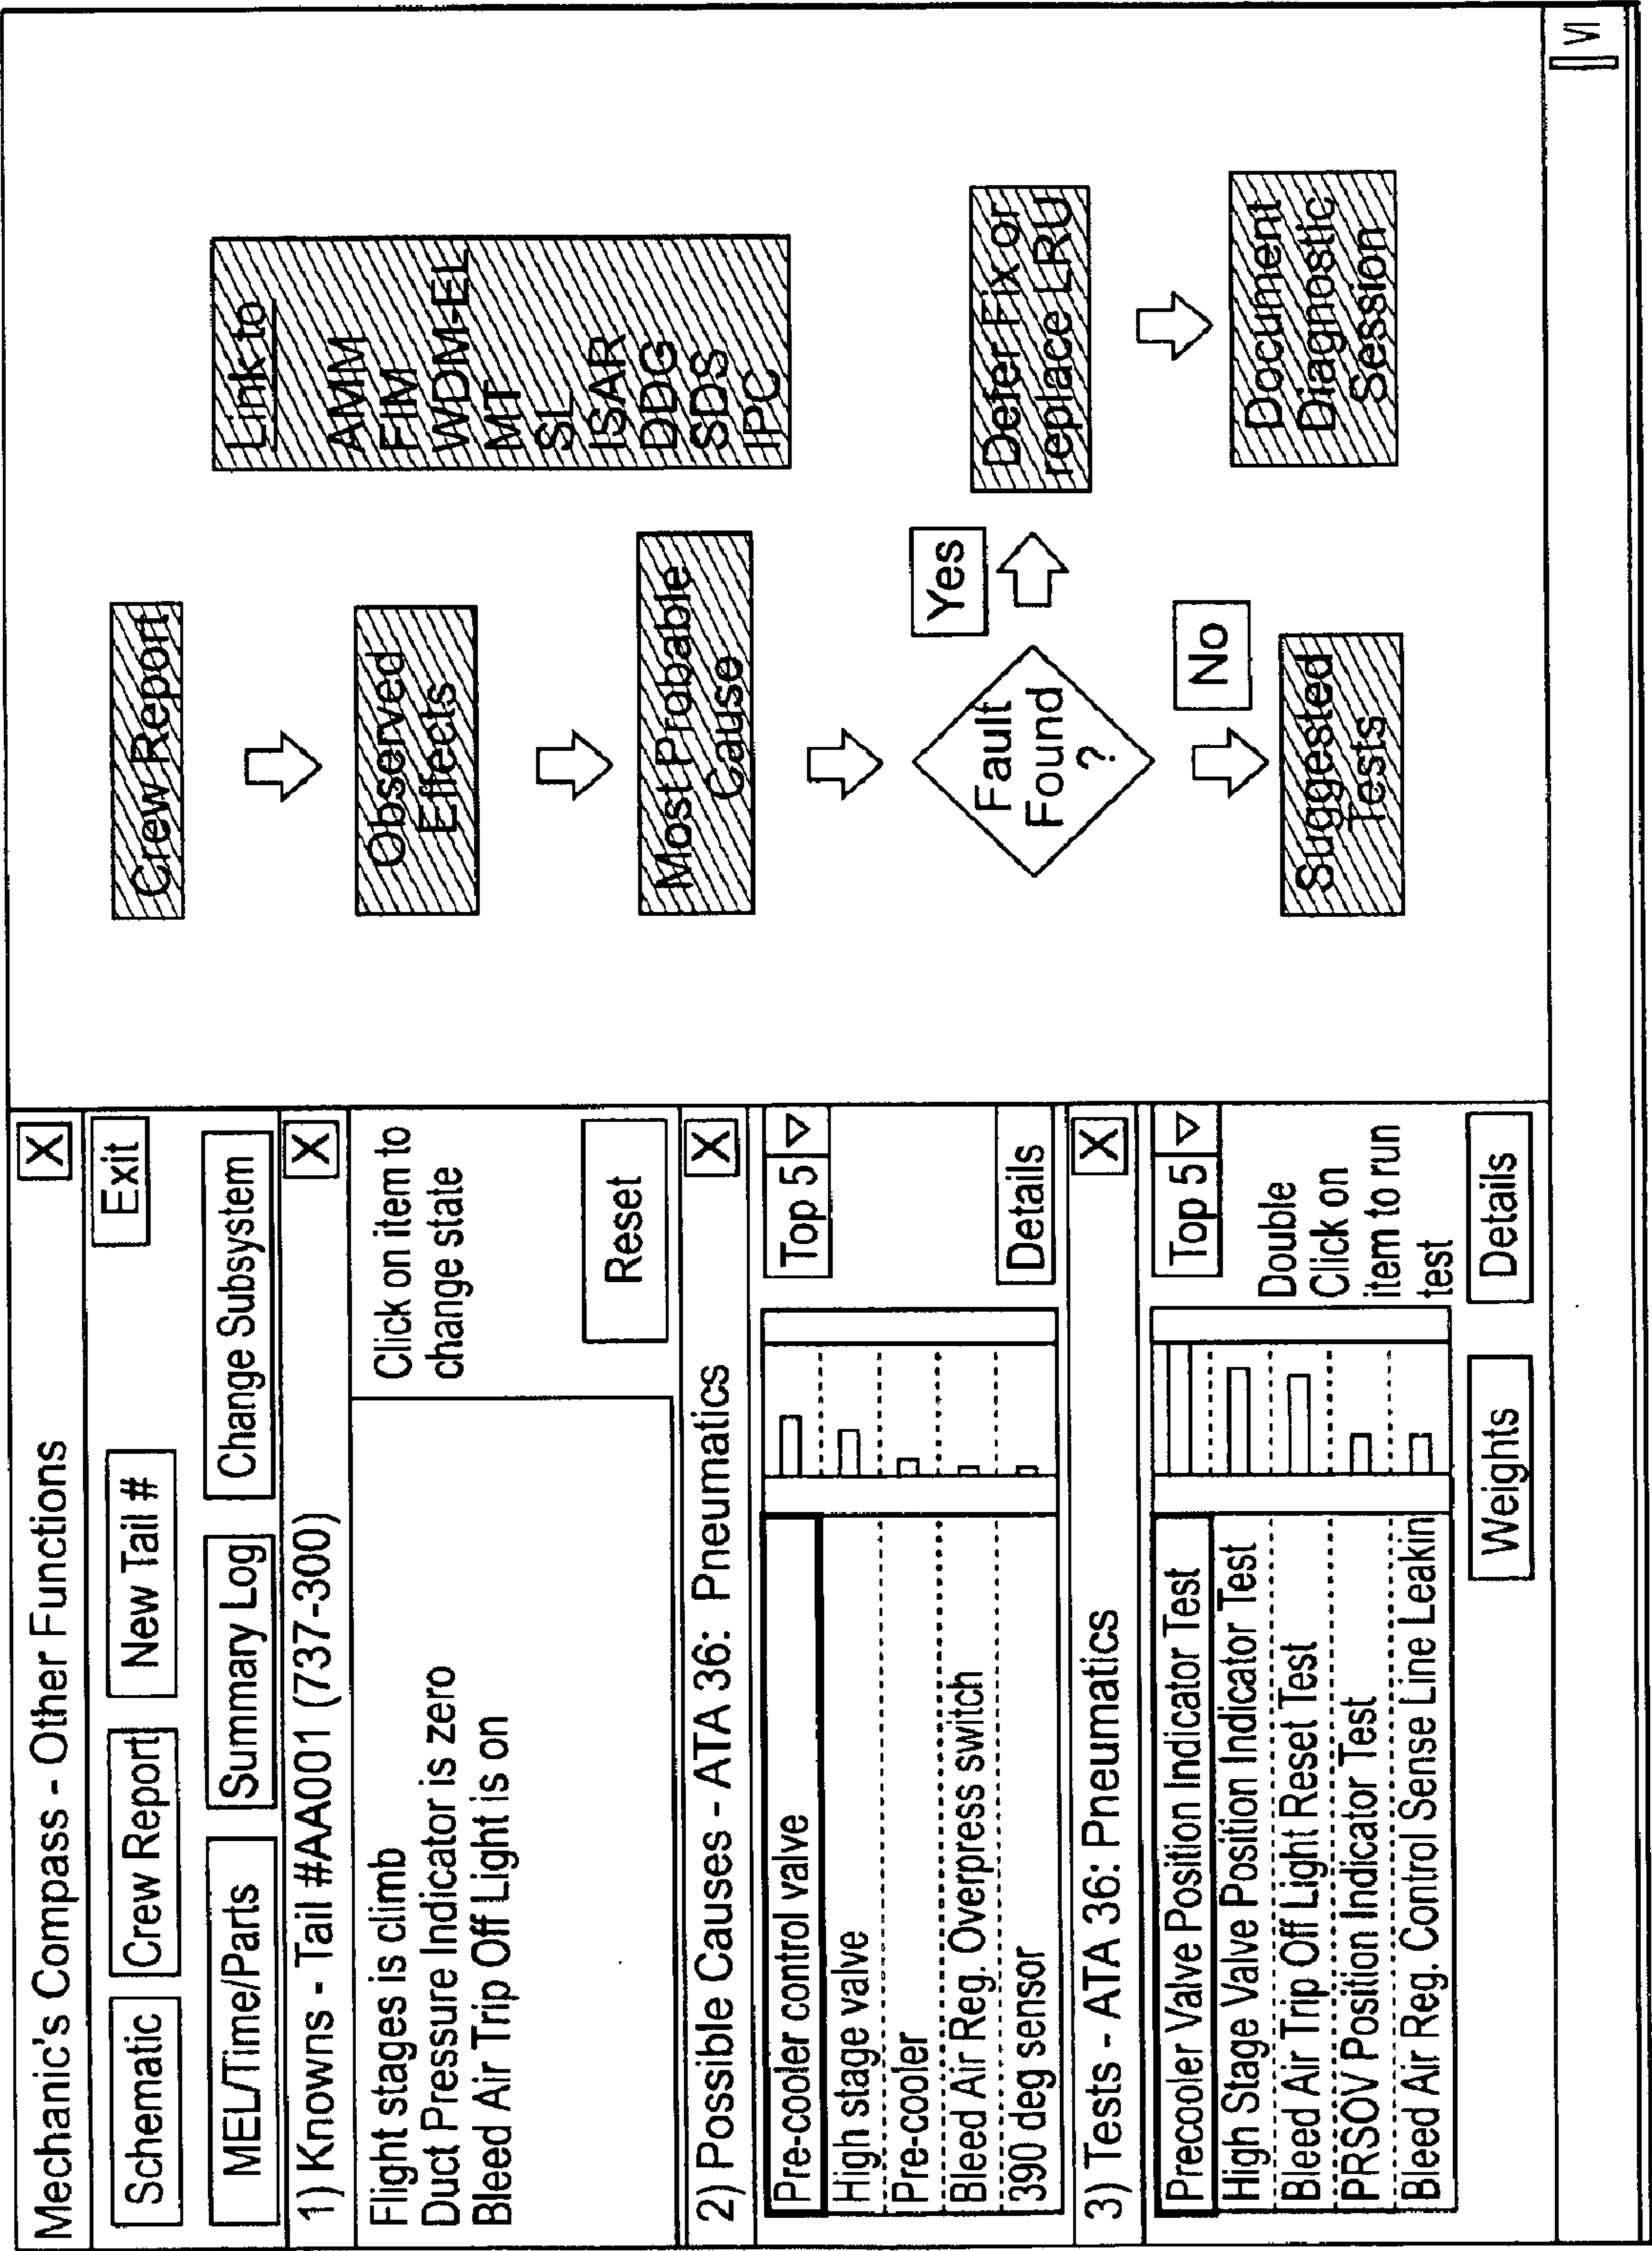 Mechanic's Compass - Other Functions
X
Schematic
Crew Report
New Tail #
Exit
MEL/Time/Parts
Summary Log
Change Subsystem
1) Knowns - Tail #AA001 (737-300)
X
Flight stages is climb
Duct Pressure Indicator is zero
Bleed Air Trip Off Light is on
Click on item to
change state
Reset
2) Possible Causes - ATA 36: Pneumatics
X
Pre-cooler control valve
High stage valve
Pre-cooler
Bleed Air Reg. Overpress switch
390 deg sensor
Top 5
Details
3) Tests - ATA 36: Pneumatics
X
Precooler Valve Position Indicator Test
High Stage Valve Position Indicator Test
Bleed Air Trip Off Light Reset Test
PRSOV Position Indicator Test
Bleed Air Reg. Control Sense Line Leakin
Top 5
Double
Click on
item to run
test
Weights
Details
Crew Report
Observed
Effects
Most Probable
Cause
Fault
Found
?
Yes
No
Suggested
Tests
Link to
AMM
FIM
WDM-EL
MT
SL
ISAR
DDG
SDS
IPC
Defer Fix or
replace LRU
Document
Diagnostic
Session
VI